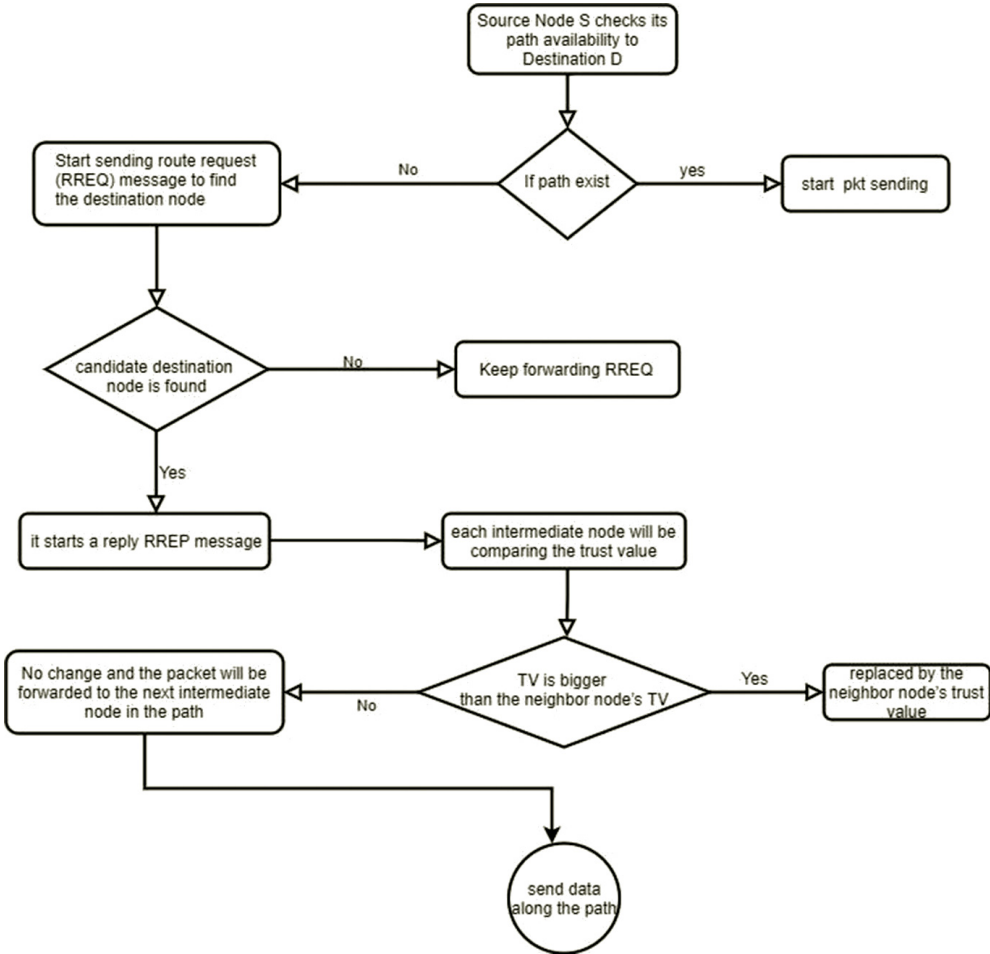 Source Node S checks its
path availability to
Destination D
Start sending route request
(RREQ) message to find
the destination node
No
If path exist
yes
start pkt sending
candidate destination
node is found
No
Keep forwarding RREQ
Yes
it starts a reply RREP message
each intermediate node will be
comparing the trust value
No change and the packet will be
forwarded to the next intermediate
node in the path
No
TV is bigger
than the neighbor node's TV
Yes
replaced by the
neighbor node's trust
value
send data
along the path